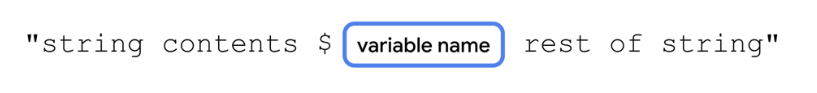 "string contents $ variable name rest of string"